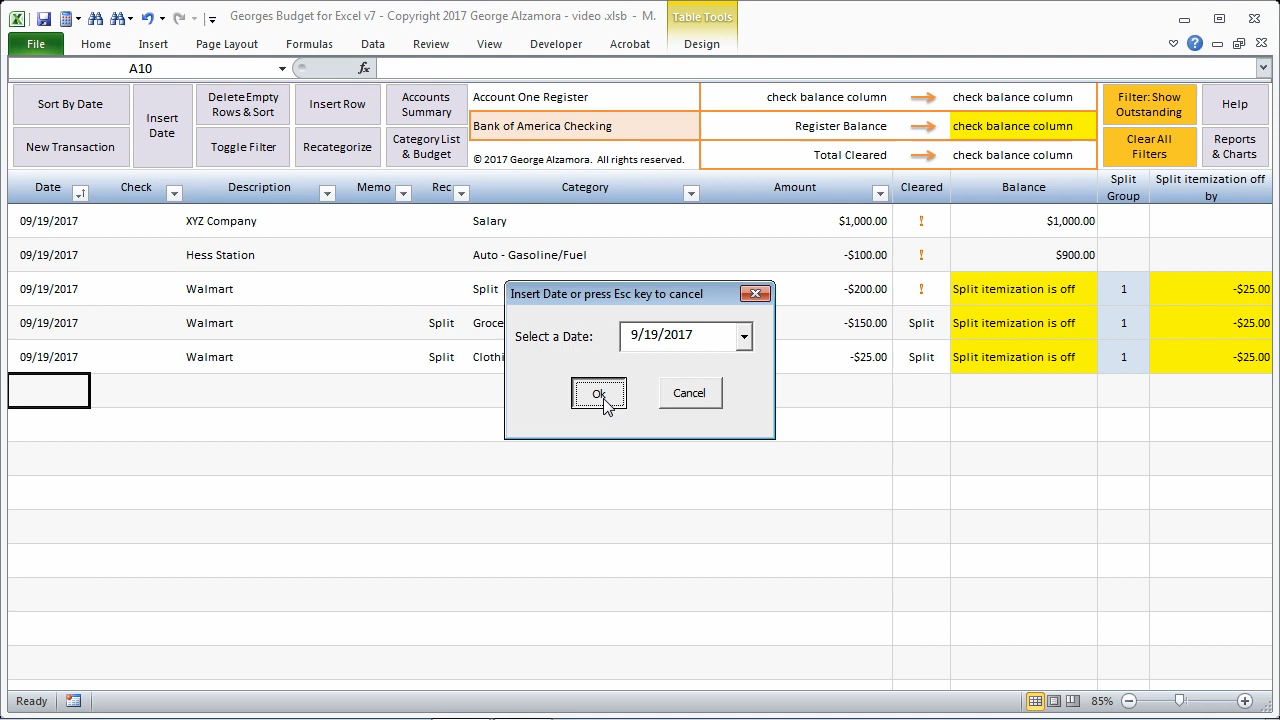 Georges Budget for Excel v7 - Copyright 2017 George Alzamora - video .xlsb - M.
Table Tools
File
Home
Insert
Page Layout
Formulas
Data
Review
View
Developer
Acrobat
Design
A10
fx
Sort By Date
Insert
Date
Delete Empty
Rows & Sort
Insert Row
Accounts
Summary
Account One Register
check balance column
check balance column
Filter: Show
Outstanding
Help
New Transaction
Toggle Filter
Recategorize
Category List
& Budget
Bank of America Checking
Register Balance
check balance column
© 2017 George Alzamora. All rights reserved.
Total Cleared
check balance column
Clear All
Filters
Reports
& Charts
Date
Check
Description
Memo
Rec
Category
Amount
Cleared
Balance
Split
Group
Split itemization off
by
09/19/2017
XYZ Company
Salary
$1,000.00
!
$1,000.00
09/19/2017
Hess Station
Auto - Gasoline/Fuel
-$100.00
!
$900.00
09/19/2017
Walmart
Split
-$200.00
!
Split itemization is off
1
-$25.00
09/19/2017
Walmart
Split
Groce
-$150.00
Split
Split itemization is off
1
-$25.00
09/19/2017
Walmart
Split
Clothi
-$25.00
Split
Split itemization is off
1
-$25.00
Insert Date or press Esc key to cancel
Select a Date:
9/19/2017
Ok
Cancel
Ready
85%